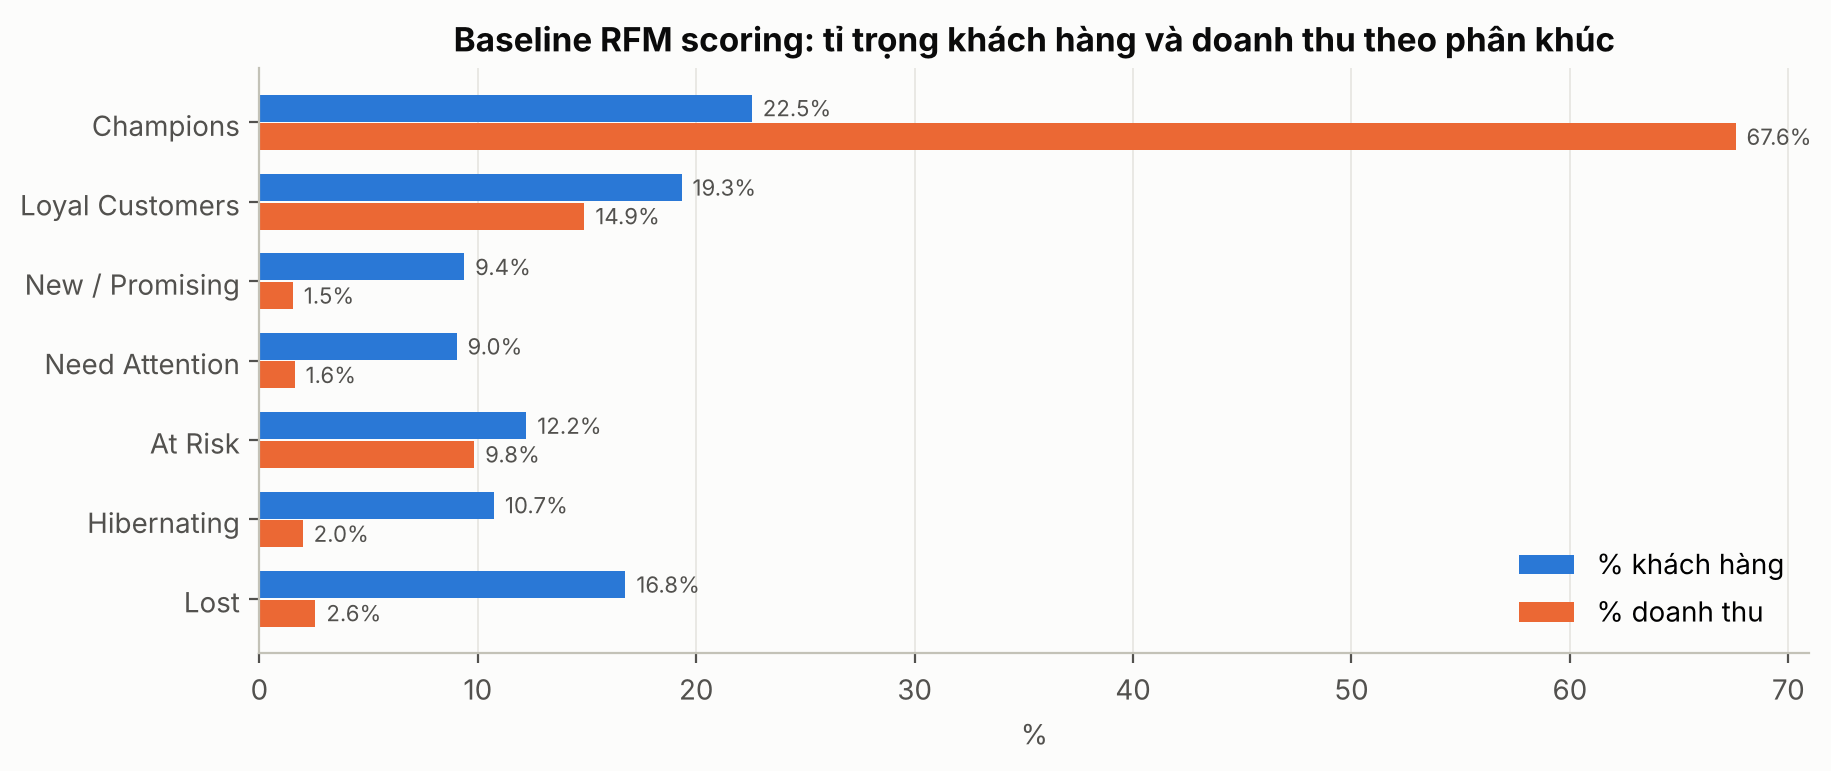 Baseline RFM scoring: tỉ trọng khách hàng và doanh thu theo phân khúc
Champions
22.5%
67.6%
Loyal Customers
19.3%
14.9%
New / Promising
9.4%
1.5%
Need Attention
9.0%
1.6%
At Risk
12.2%
9.8%
Hibernating
10.7%
2.0%
Lost
16.8%
2.6%
% khách hàng
% doanh thu
0 10 20 30 40 50 60 70
%